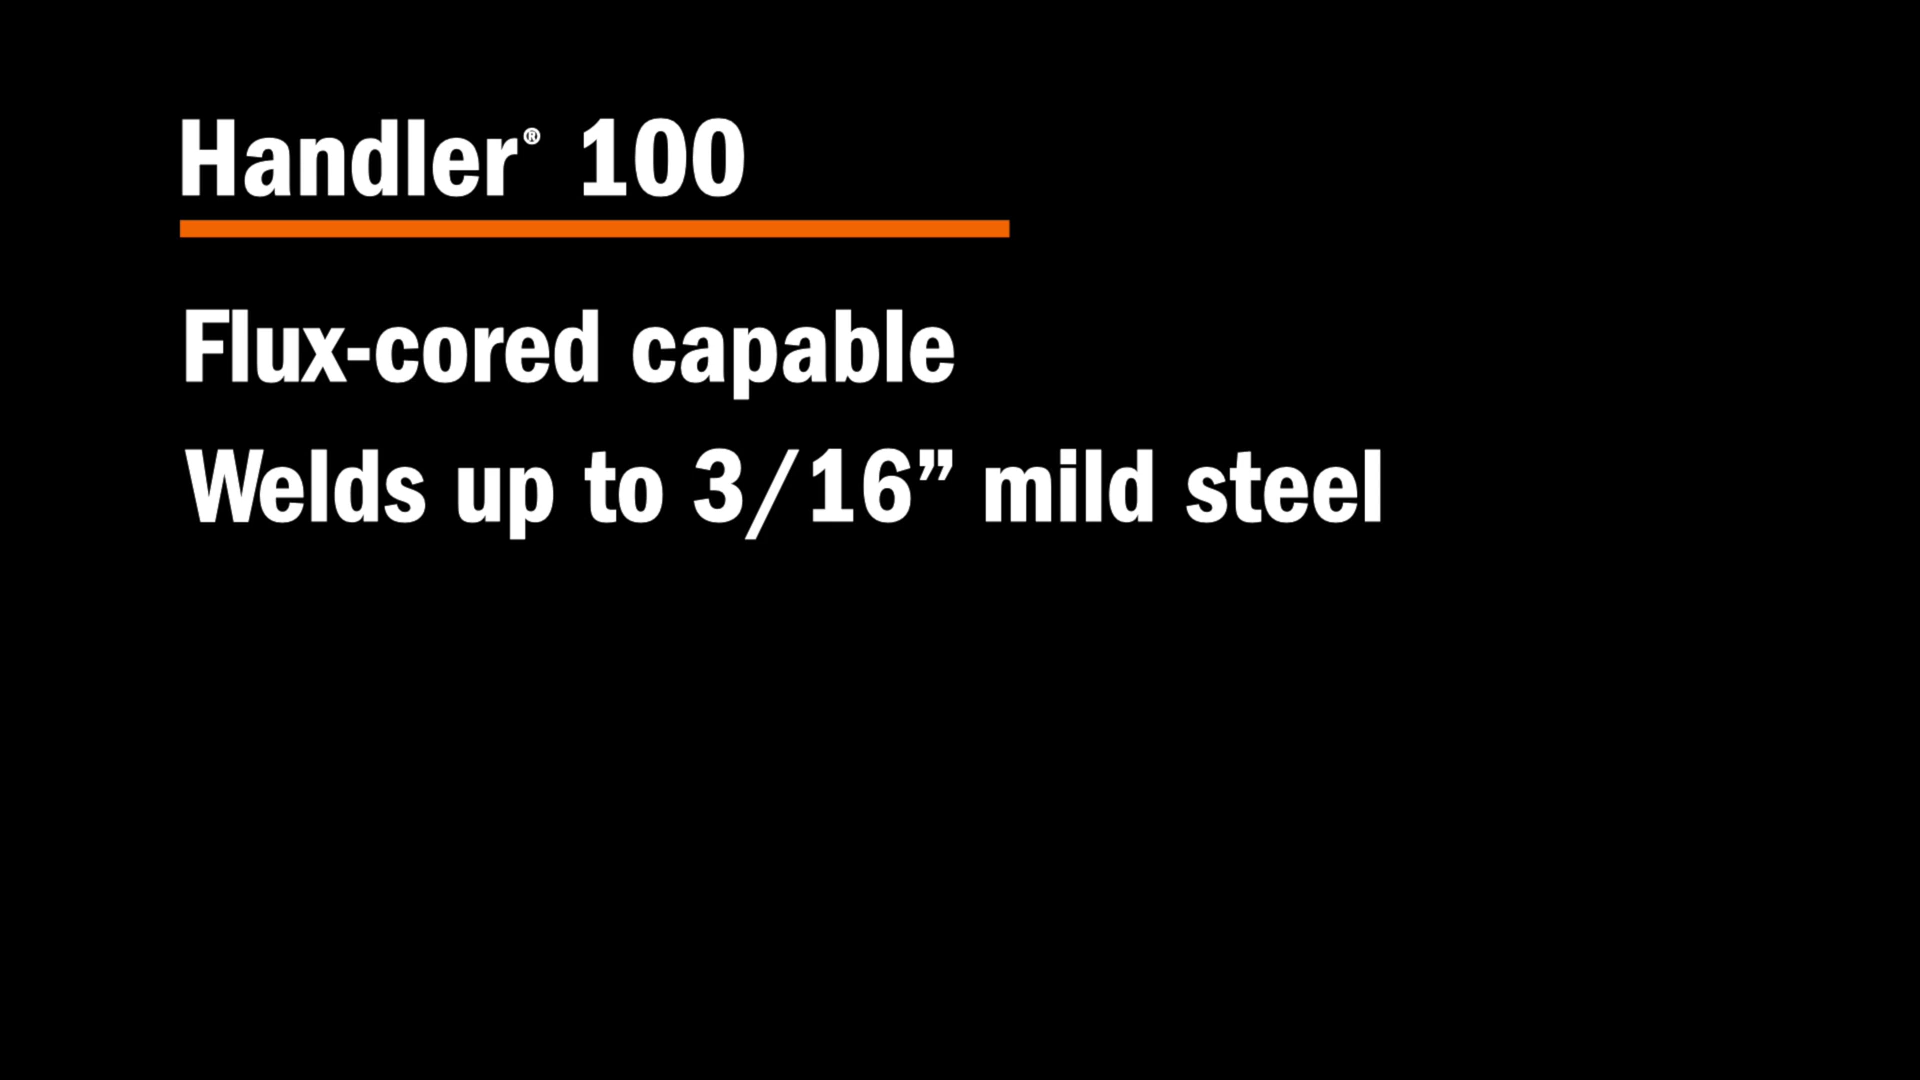 Handler® 100
Flux-cored capable
Welds up to 3/16” mild steel